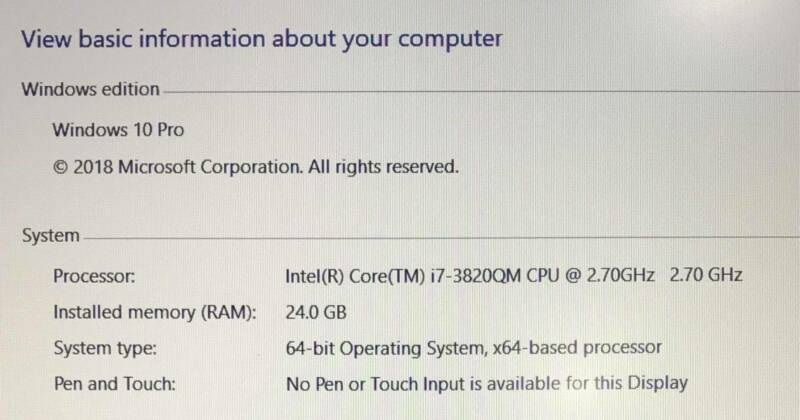 View basic information about your computer
Windows edition
Windows 10 Pro
© 2018 Microsoft Corporation. All rights reserved.
System
Processor: Intel(R) Core(TM) i7-3820QM CPU @ 2.70GHz 2.70 GHz
Installed memory (RAM): 24.0 GB
System type: 64-bit Operating System, x64-based processor
Pen and Touch: No Pen or Touch Input is available for this Display